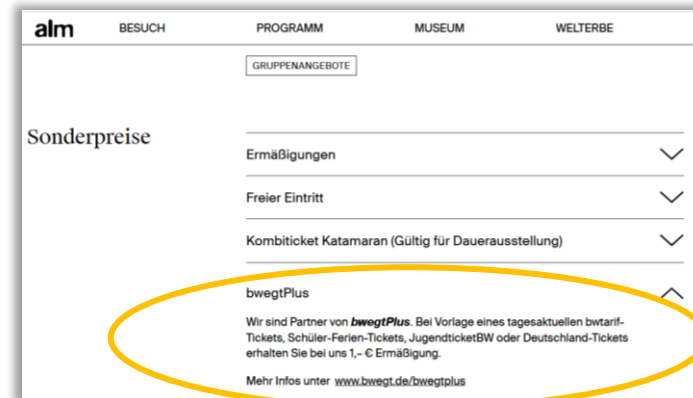 alm BESUCH PROGRAMM MUSEUM WELTERBE
GRUPPENANGEBOTE
Sonderpreise
Ermäßigungen
Freier Eintritt
Kombiticket Katamaran (Gültig für Dauerausstellung)
bwegtPlus
Wir sind Partner von bwegtPlus. Bei Vorlage eines tagesaktuellen bwtarif-
Tickets, Schüler-Ferien-Tickets, JugendticketBW oder Deutschland-Tickets
erhalten Sie bei uns 1,– € Ermäßigung.
Mehr Infos unter www.bwegt.de/bwegtplus